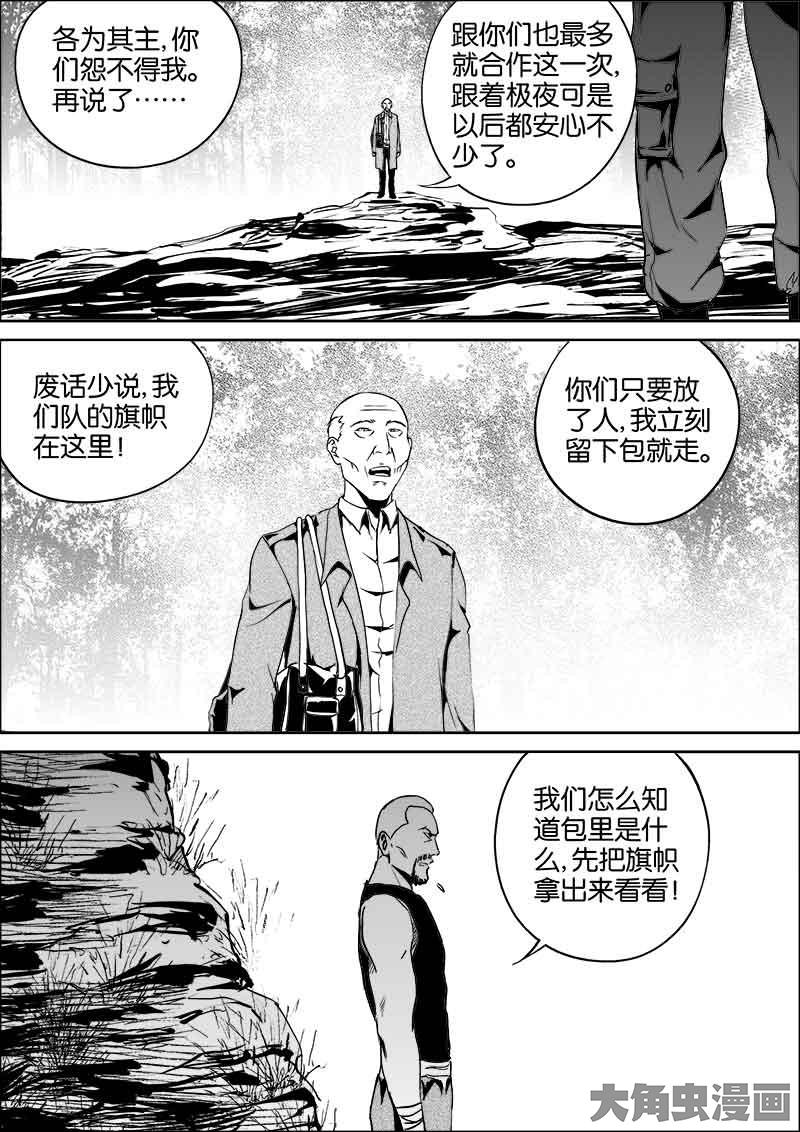 各为其主,你
们怨不得我。
再说了……
跟你们也最多
就合作这一次,
跟着极夜可是
以后都安心不
少了。
废话少说,我
们队的旗帜
在这里!
你们只要放
了人,我立刻
留下包就走。
我们怎么知
道包里是什
么,先把旗帜
拿出来看看!
大角虫漫画